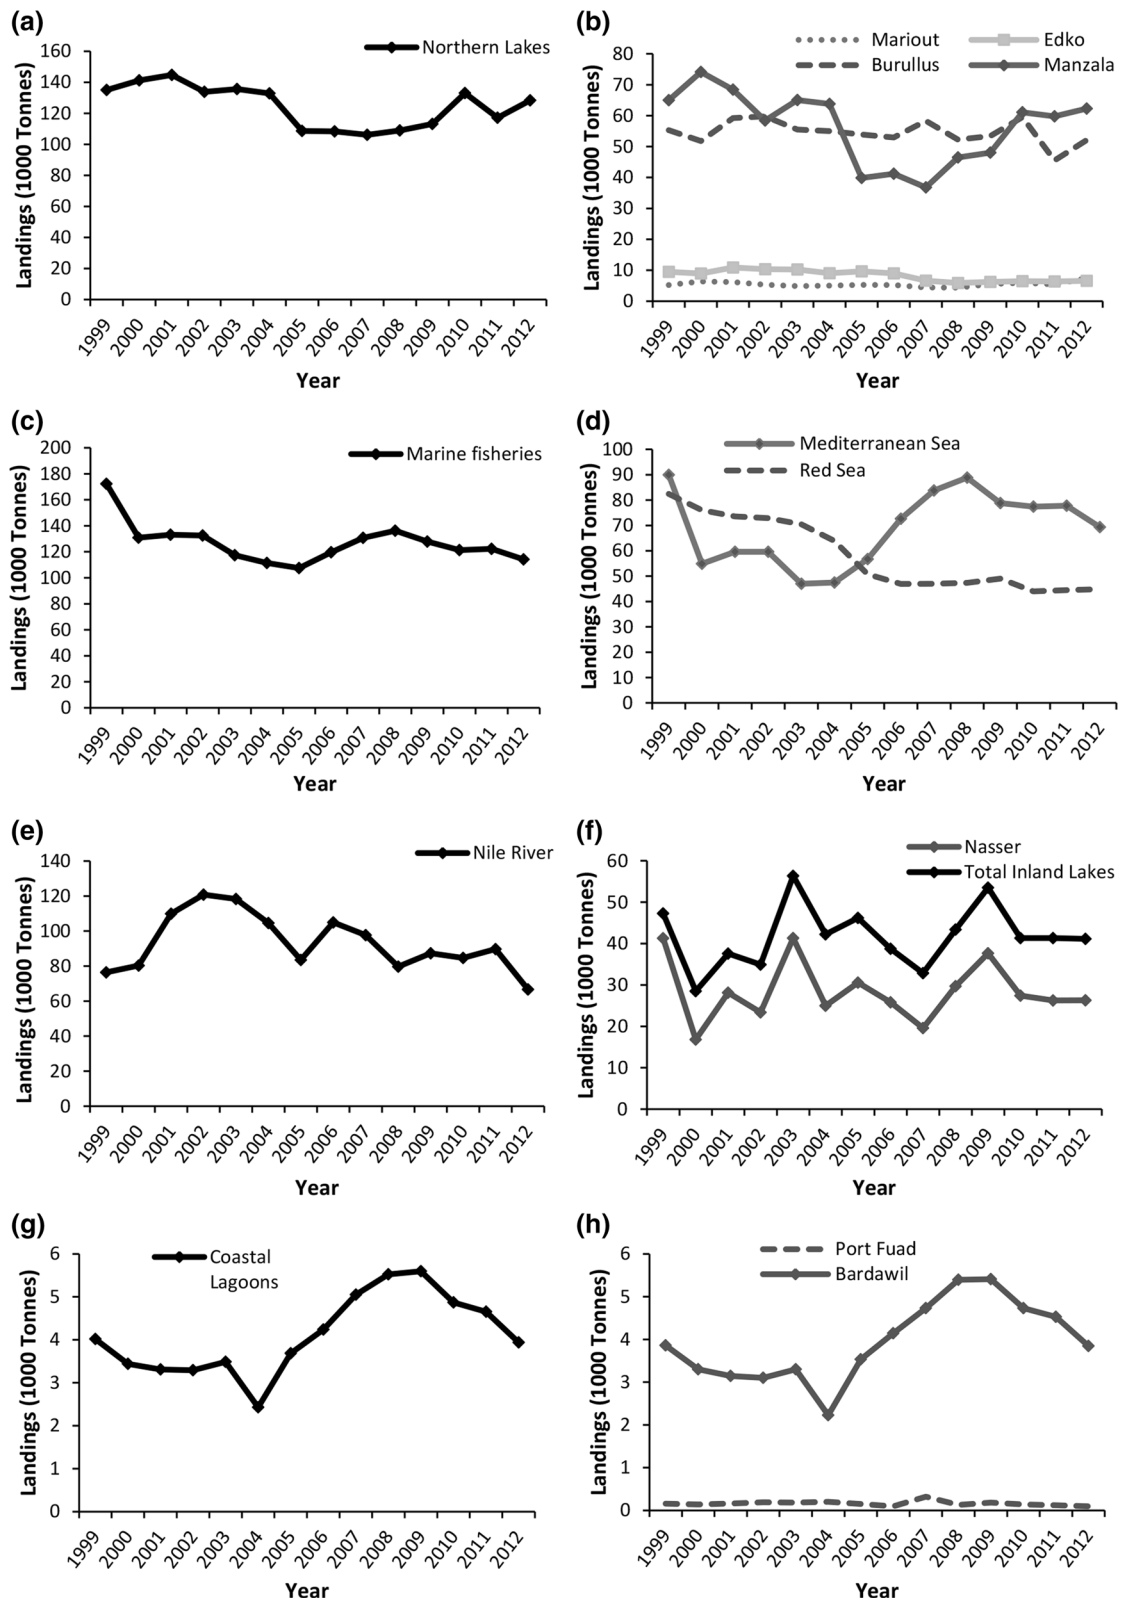 (a)
Northern Lakes
Landings (1000 Tonnes)
160
140
120
100
80
60
40
20
0
1999 2000 2001 2002 2003 2004 2005 2006 2007 2008 2009 2010 2011 2012
Year
(b)
Mariout Edko
Burullus Manzala
Landings (1000 Tonnes)
80
70
60
50
40
30
20
10
0
1999 2000 2001 2002 2003 2004 2005 2006 2007 2008 2009 2010 2011 2012
Year
(c)
Marine fisheries
Landings (1000 Tonnes)
200
180
160
140
120
100
80
60
40
20
0
1999 2000 2001 2002 2003 2004 2005 2006 2007 2008 2009 2010 2011 2012
Year
(d)
Mediterranean Sea
Red Sea
Landings (1000 Tonnes)
100
90
80
70
60
50
40
30
20
10
0
1999 2000 2001 2002 2003 2004 2005 2006 2007 2008 2009 2010 2011 2012
Year
(e)
Nile River
Landings (1000 Tonnes)
140
120
100
80
60
40
20
0
1999 2000 2001 2002 2003 2004 2005 2006 2007 2008 2009 2010 2011 2012
Year
(f)
Nasser
Total Inland Lakes
Landings (1000 Tonnes)
60
50
40
30
20
10
0
1999 2000 2001 2002 2003 2004 2005 2006 2007 2008 2009 2010 2011 2012
Year
(g)
Coastal
Lagoons
Landings (1000 Tonnes)
6
5
4
3
2
1
0
1999 2000 2001 2002 2003 2004 2005 2006 2007 2008 2009 2010 2011 2012
Year
(h)
Port Fuad
Bardawil
Landings (1000 Tonnes)
6
5
4
3
2
1
0
1999 2000 2001 2002 2003 2004 2005 2006 2007 2008 2009 2010 2011 2012
Year